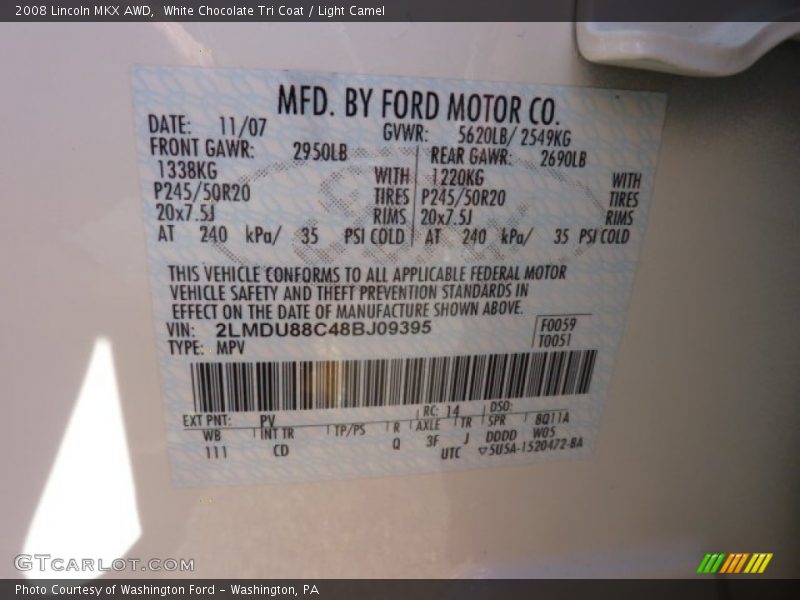 2008 Lincoln MKX AWD,  White Chocolate Tri Coat / Light Camel
MFD. BY FORD MOTOR CO.
DATE: 11/07 GVWR: 5620LB/ 2549KG
FRONT GAWR: 2950LB REAR GAWR: 2690LB
1338KG WITH 1220KG WITH
P245/50R20 TIRES P245/50R20 TIRES
20x7.5J RIMS 20x7.5J RIMS
AT 240 kPa/ 35 PSI COLD AT 240 kPa/ 35 PSI COLD
THIS VEHICLE CONFORMS TO ALL APPLICABLE FEDERAL MOTOR
VEHICLE SAFETY AND THEFT PREVENTION STANDARDS IN
EFFECT ON THE DATE OF MANUFACTURE SHOWN ABOVE.
VIN: 2LMDU88C48BJ09395 F0059
TYPE: MPV T0051
EXT PNT: PV RC: 14 DSO:
WB INT TR TP/PS R AXLE TR SPR 8Q11A
111 CD Q 3F J DDDD W05
UTC ▽5U5A-1520472-BA
GTCARLOT.COM
Photo Courtesy of Washington Ford - Washington, PA